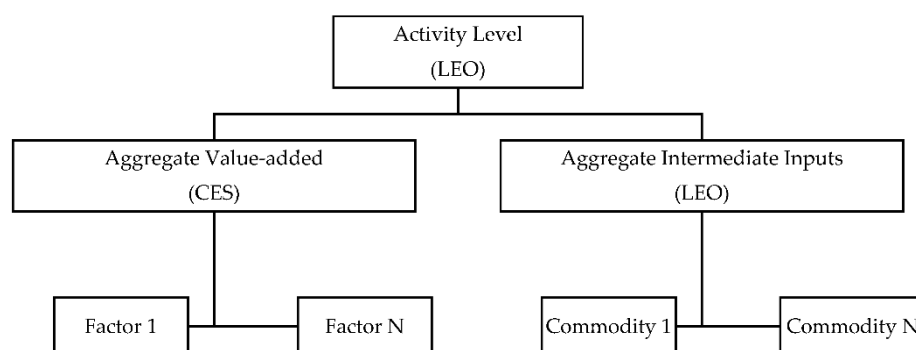 Activity Level
(LEO)
Aggregate Value-added
(CES)
Aggregate Intermediate Inputs
(LEO)
Factor 1
Factor N
Commodity 1
Commodity N